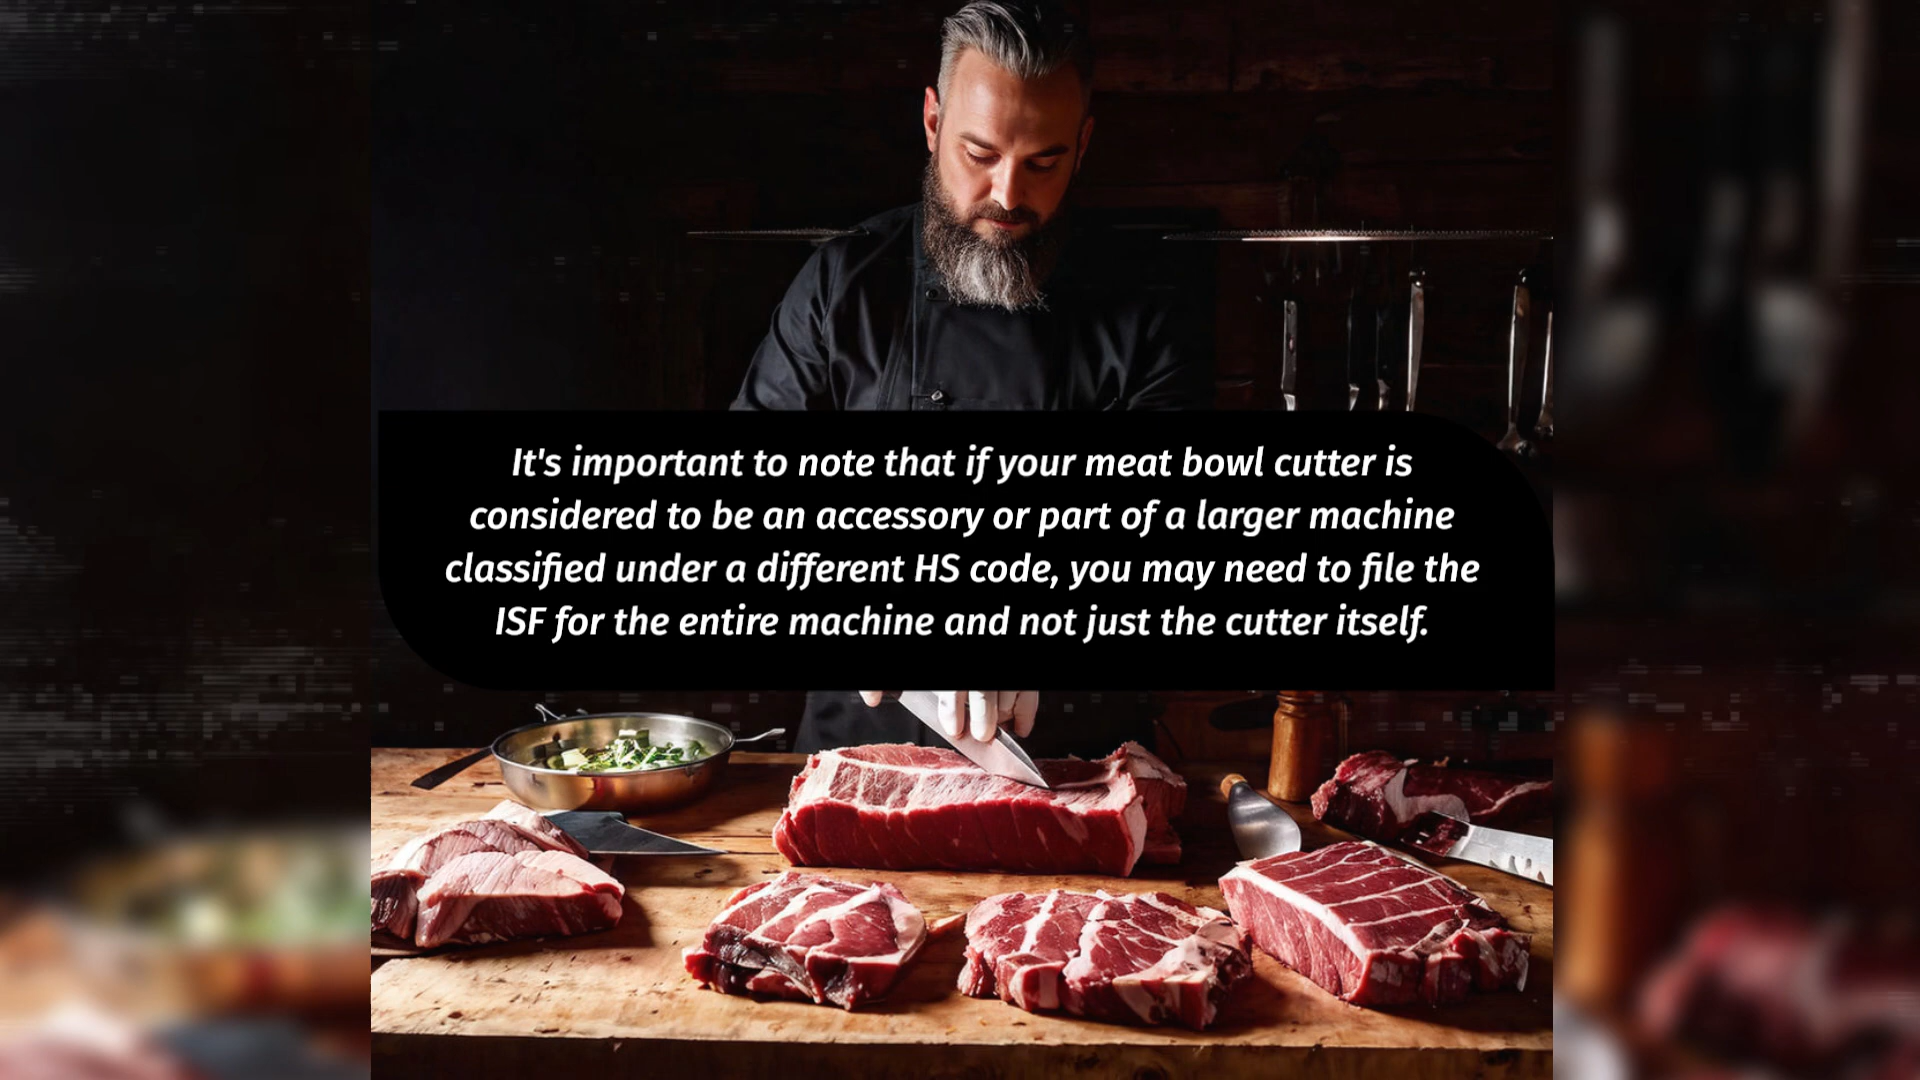 It's important to note that if your meat bowl cutter is
considered to be an accessory or part of a larger machine
classified under a different HS code, you may need to file the
ISF for the entire machine and not just the cutter itself.